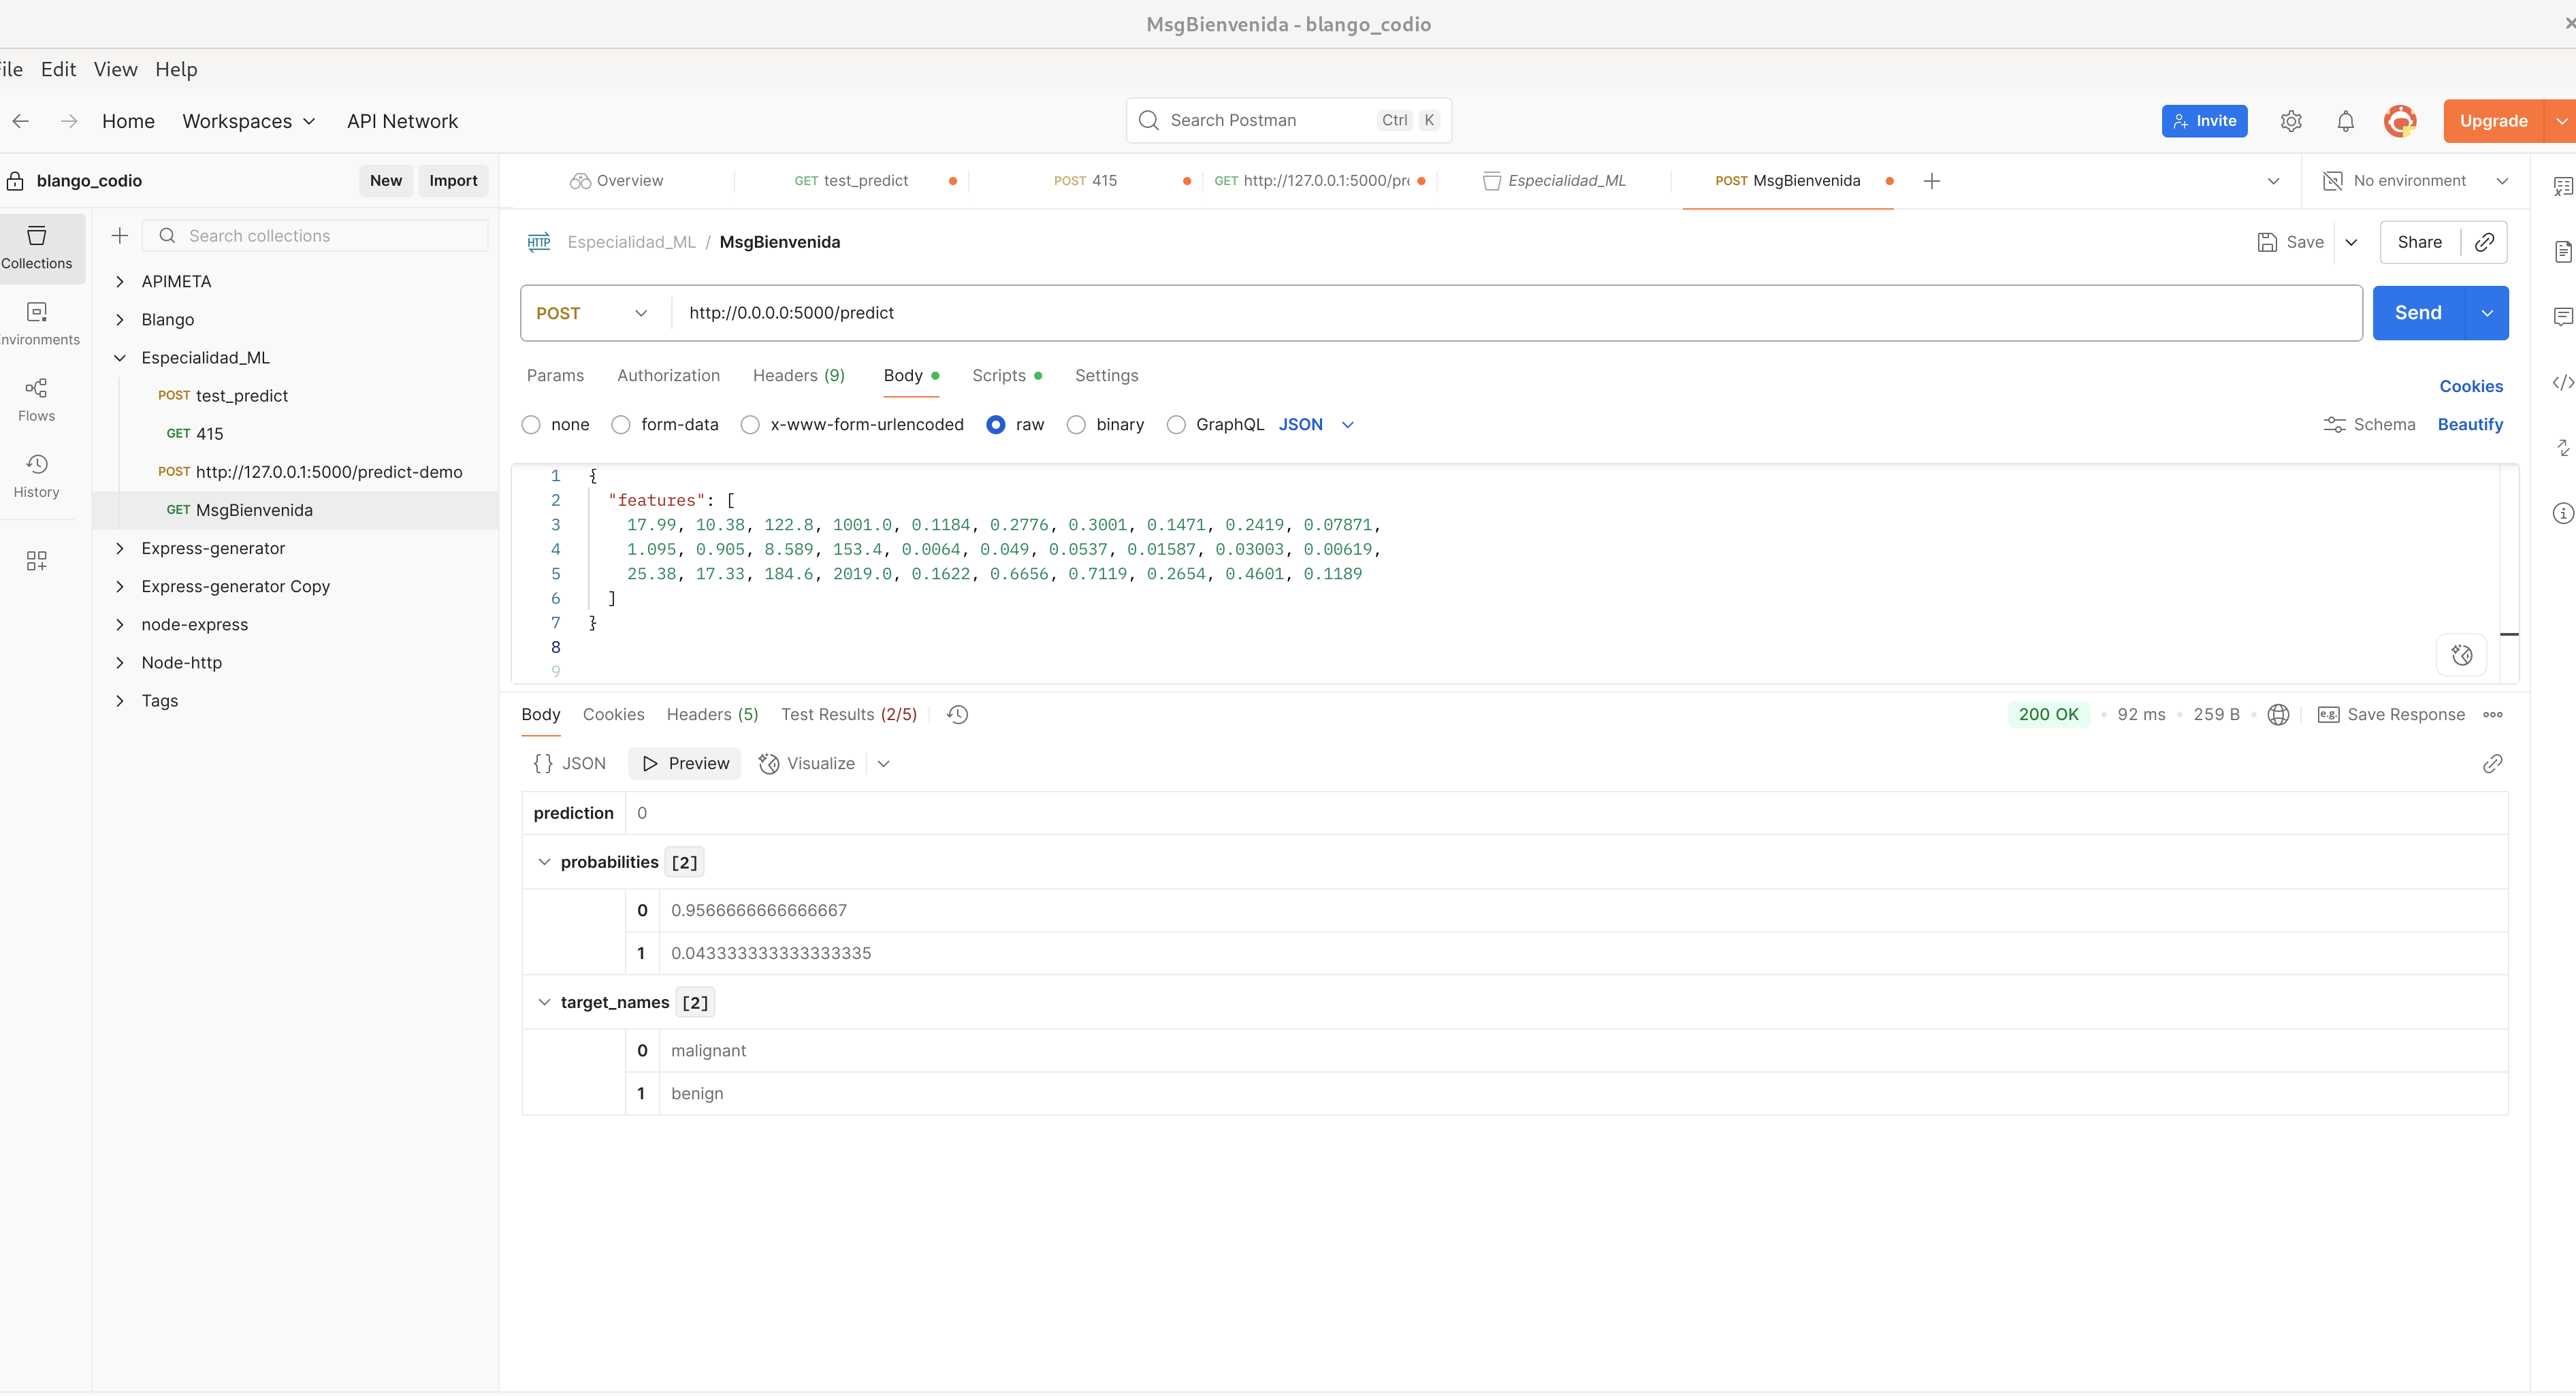 MsgBienvenida - blango_codio
File Edit View Help
Home Workspaces API Network
Search Postman Ctrl K
Invite
Upgrade
blango_codio New Import
Overview
GET test_predict
POST 415
GET http://127.0.0.1:5000/pr
Especialidad_ML
POST MsgBienvenida
No environment
Collections
Environments
Flows
History
Search collections
APIMETA
Blango
Especialidad_ML
POST test_predict
GET 415
POST http://127.0.0.1:5000/predict-demo
GET MsgBienvenida
Express-generator
Express-generator Copy
node-express
Node-http
Tags
HTTP Especialidad_ML / MsgBienvenida
Save Share
POST http://0.0.0.0:5000/predict Send
Params Authorization Headers (9) Body Scripts Settings
Cookies
none form-data x-www-form-urlencoded raw binary GraphQL JSON
Schema Beautify
1 {
2 "features": [
3 17.99, 10.38, 122.8, 1001.0, 0.1184, 0.2776, 0.3001, 0.1471, 0.2419, 0.07871,
4 1.095, 0.905, 8.589, 153.4, 0.0064, 0.049, 0.0537, 0.01587, 0.03003, 0.00619,
5 25.38, 17.33, 184.6, 2019.0, 0.1622, 0.6656, 0.7119, 0.2654, 0.4601, 0.1189
6 ]
7 }
8
9
Body Cookies Headers (5) Test Results (2/5)
200 OK • 92 ms • 259 B • e.g. Save Response
{} JSON Preview Visualize
prediction 0
probabilities [2]
0 0.9566666666666667
1 0.043333333333333335
target_names [2]
0 malignant
1 benign